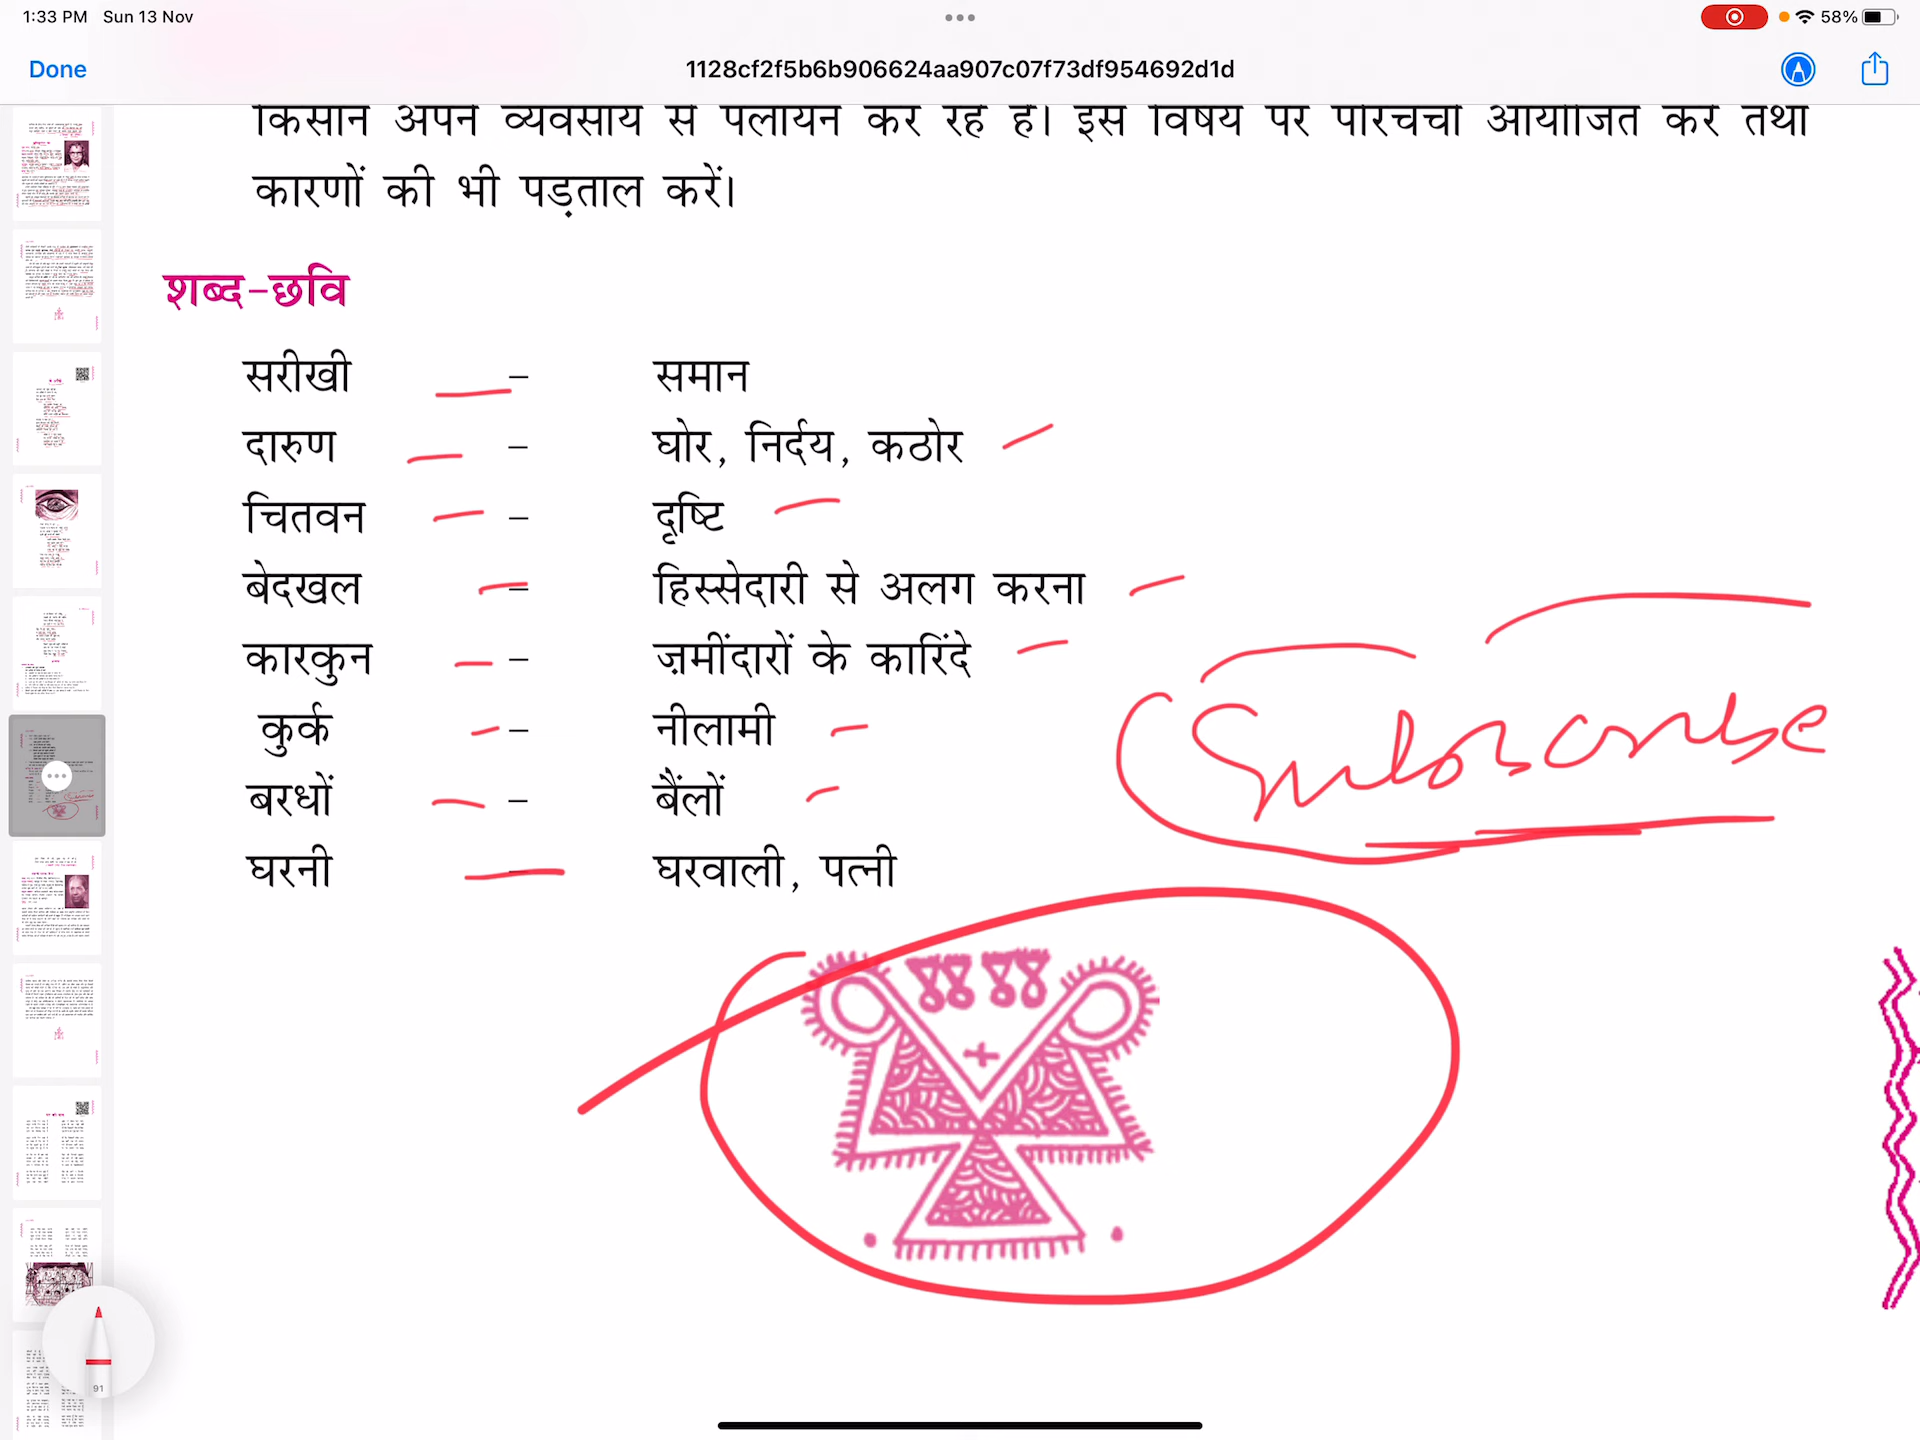 1:33 PM Sun 13 Nov
58%
Done
1128cf2f5b6b906624aa907c07f73df954692d1d
किसान अपने व्यवसाय से पलायन कर रहे हैं। इस विषय पर परिचर्चा आयोजित करें तथा
कारणों की भी पड़ताल करें।
शब्द-छवि
सरीखी – समान
दारुण – घोर, निर्दय, कठोर
चितवन – दृष्टि
बेदखल – हिस्सेदारी से अलग करना
कारकुन – ज़मींदारों के कारिंदे
कुर्क – नीलामी
बरधों – बैंलों
घरनी – घरवाली, पत्नी
Subscribe
91